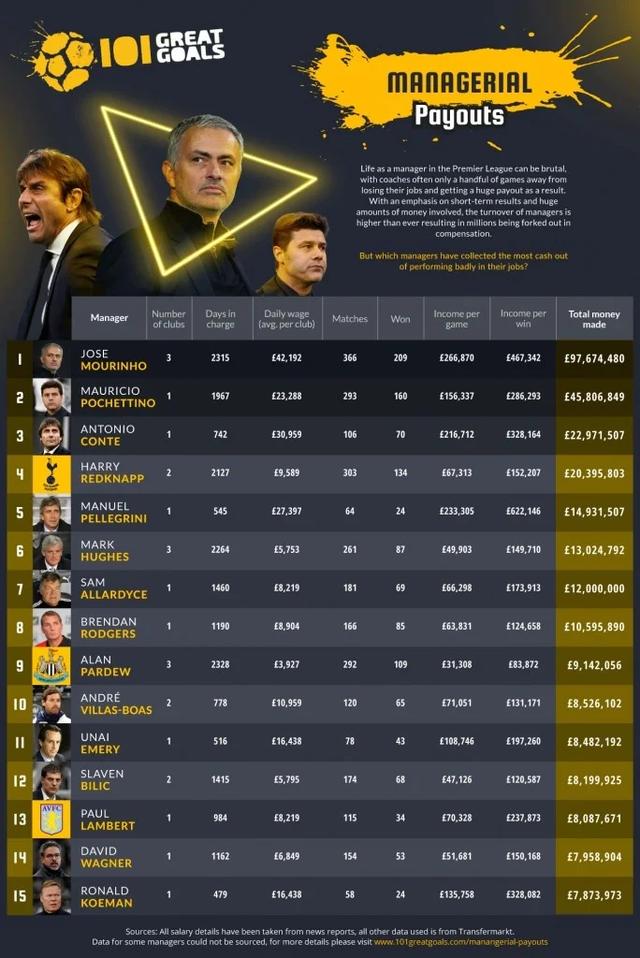 101 GREAT
GOALS
MANAGERIAL
Payouts
Life as a manager in the Premier League can be brutal,
with coaches often only a handful of games away from
losing their jobs and getting a huge payout as a result.
With an emphasis on short-term results and huge
amounts of money involved, the turnover of managers is
higher than ever resulting in millions being forked out in
compensation.
But which managers have collected the most cash out
of performing badly in their jobs?
Manager Number of clubs Days in charge Daily wage (avg. per club) Matches Won Income per game Income per win Total money made
1 JOSE MOURINHO 3 2315 £42,192 366 209 £266,870 £467,342 £97,674,480
2 MAURICIO POCHETTINO 1 1967 £23,288 293 160 £156,337 £286,293 £45,806,849
3 ANTONIO CONTE 1 742 £30,959 106 70 £216,712 £328,164 £22,971,507
4 HARRY REDKNAPP 2 2127 £9,589 303 134 £67,313 £152,207 £20,395,803
5 MANUEL PELLEGRINI 1 545 £27,397 64 24 £233,305 £622,146 £14,931,507
6 MARK HUGHES 3 2264 £5,753 261 87 £49,903 £149,710 £13,024,792
7 SAM ALLARDYCE 1 1460 £8,219 181 69 £66,298 £173,913 £12,000,000
8 BRENDAN RODGERS 1 1190 £8,904 166 85 £63,831 £124,658 £10,595,890
9 ALAN PARDEW 3 2328 £3,927 292 109 £31,308 £83,872 £9,142,056
10 ANDRÉ VILLAS-BOAS 2 778 £10,959 120 65 £71,051 £131,171 £8,526,102
11 UNAI EMERY 1 516 £16,438 78 43 £108,746 £197,260 £8,482,192
12 SLAVEN BILIC 2 1415 £5,795 174 68 £47,126 £120,587 £8,199,925
13 AVFC PAUL LAMBERT 1 984 £8,219 115 34 £70,328 £237,873 £8,087,671
14 DAVID WAGNER 1 1162 £6,849 154 53 £51,681 £150,168 £7,958,904
15 RONALD KOEMAN 1 479 £16,438 58 24 £135,758 £328,082 £7,873,973
Sources: All salary details have been taken from news reports, all other data used is from Transfermarkt.
Data for some managers could not be sourced, for more details please visit www.101greatgoals.com/manangerial-payouts